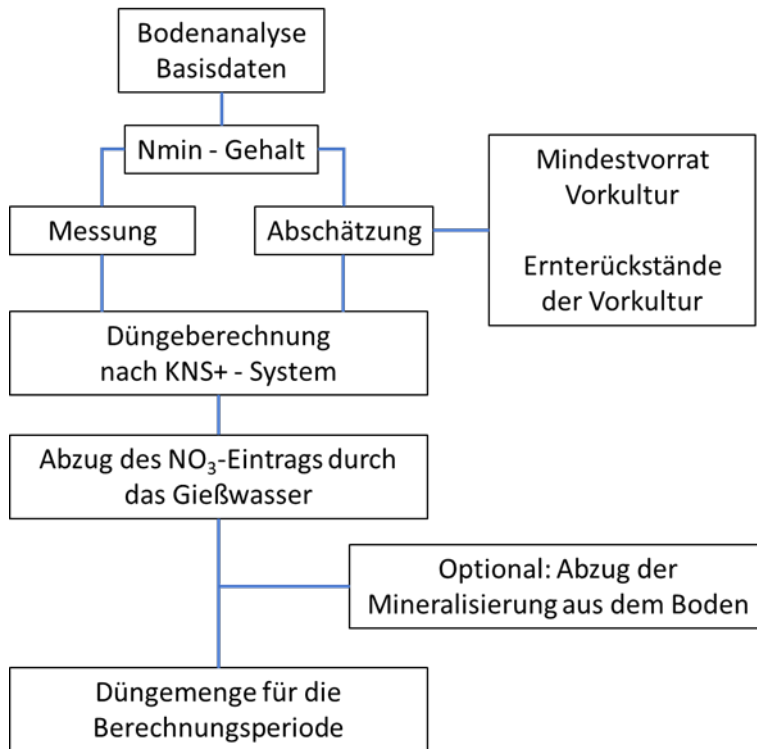 Bodenanalyse
Basisdaten
Nmin - Gehalt
Messung
Abschätzung
Mindestvorrat
Vorkultur
Ernterückstände
der Vorkultur
Düngeberechnung
nach KNS+ - System
Abzug des NO₃-Eintrags durch
das Gießwasser
Optional: Abzug der
Mineralisierung aus dem Boden
Düngemenge für die
Berechnungsperiode